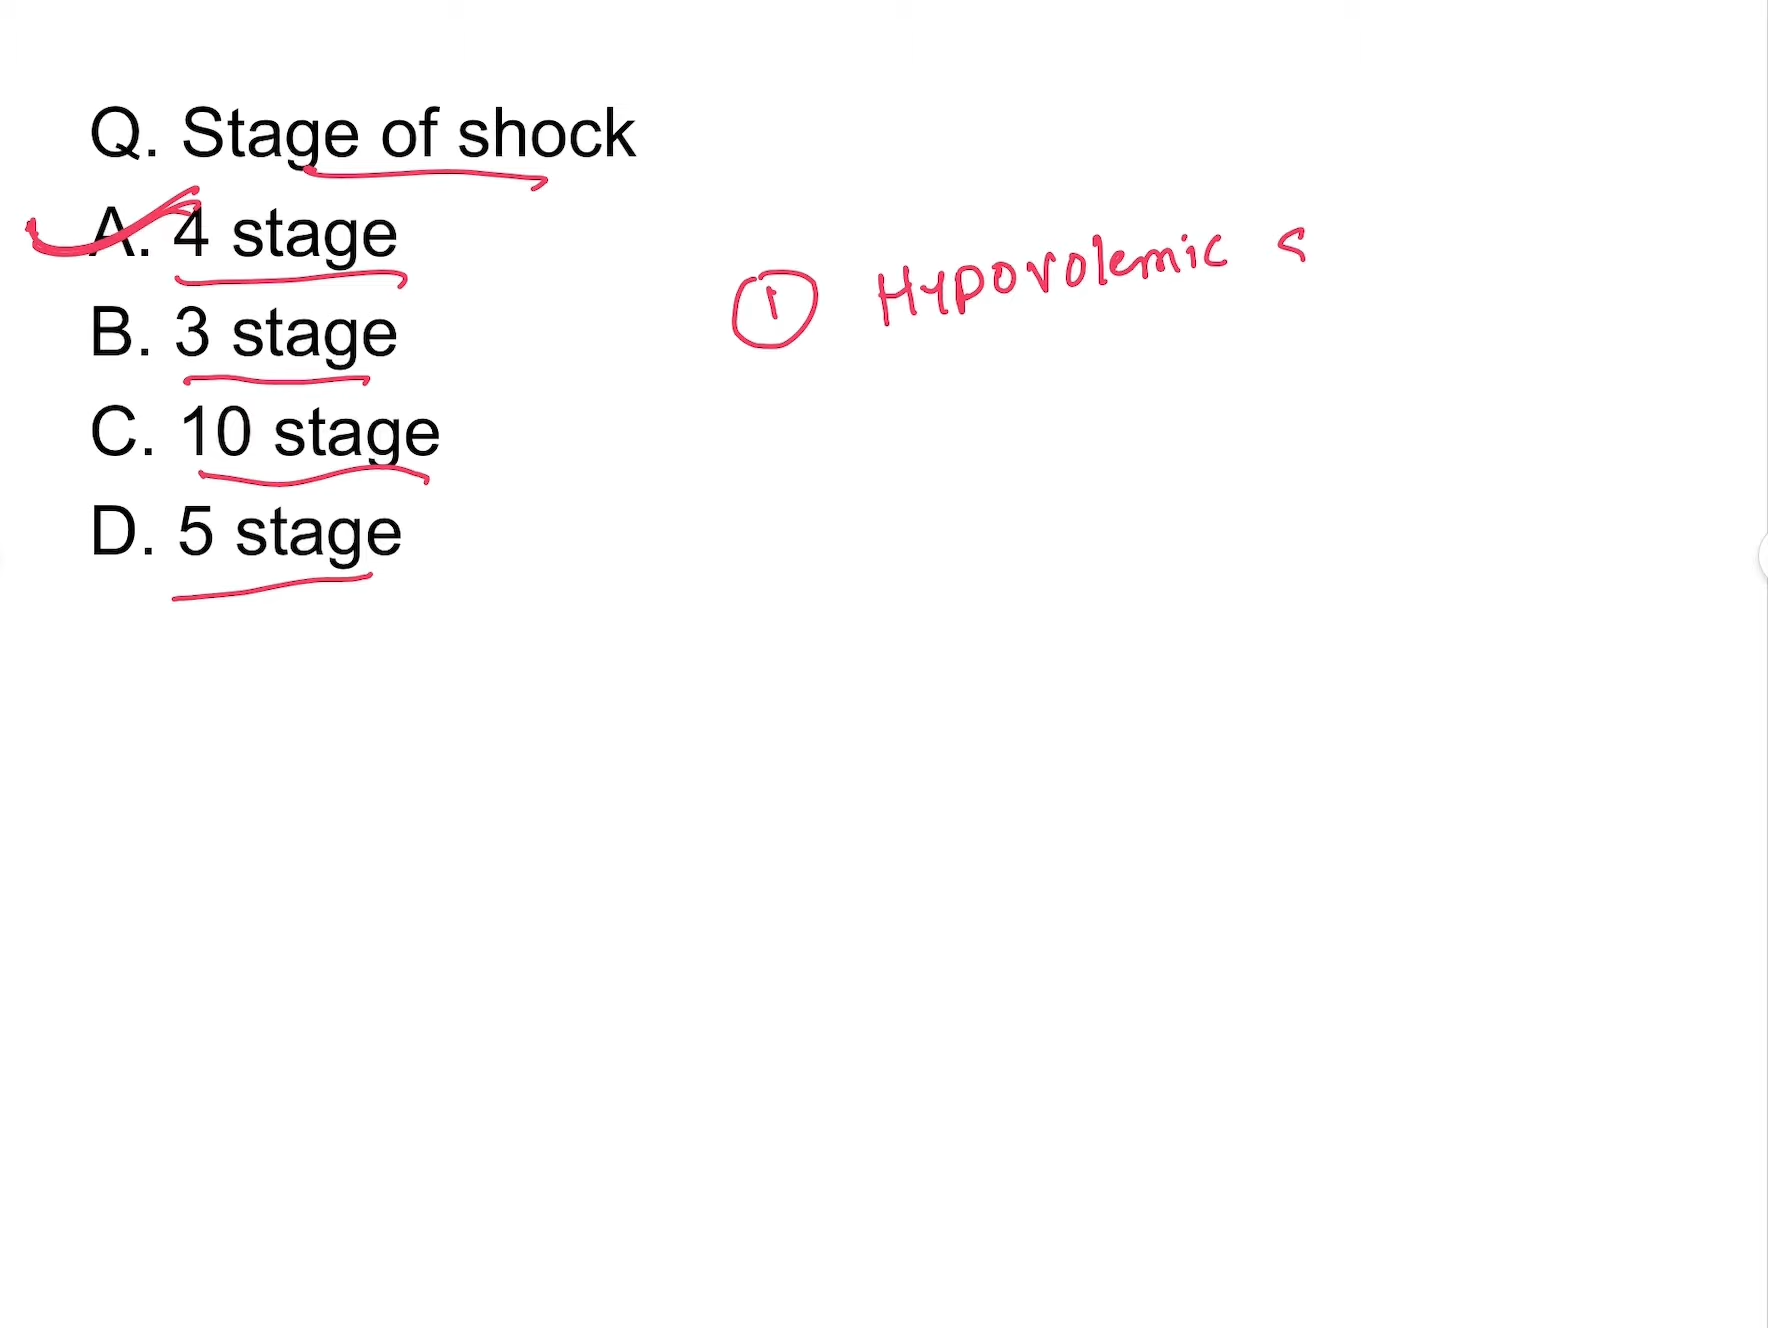 Q. Stage of shock
A. 4 stage
B. 3 stage
C. 10 stage
D. 5 stage
1 Hypovolemic s